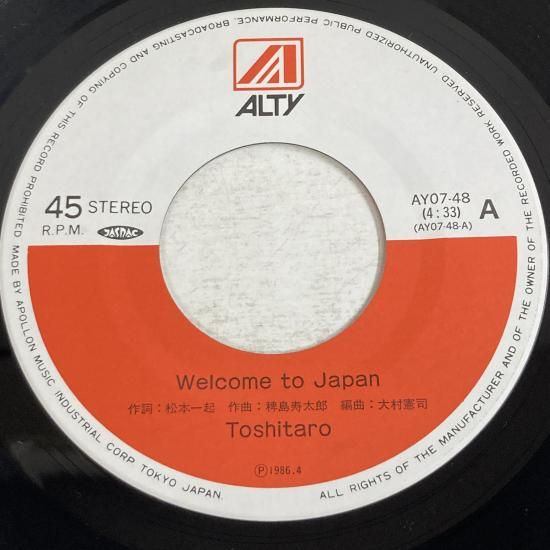 ALTY
45 STEREO
R.P.M. JASRAC
AY07-48
(4:33)
(AY07-48-A)
A
Welcome to Japan
作詞：松本一起 作曲：稗島寿太郎 編曲：大村憲司
Toshitaro
Ⓟ1986.4
ALL RIGHTS OF THE MANUFACTURER AND OF THE OWNER OF THE RECORDED WORK RESERVED. UNAUTHORIZED PUBLIC PERFORMANCE, BROADCASTING AND COPYING OF THIS RECORD PROHIBITED. MADE BY APOLLON MUSIC INDUSTRIAL CORP TOKYO JAPAN.